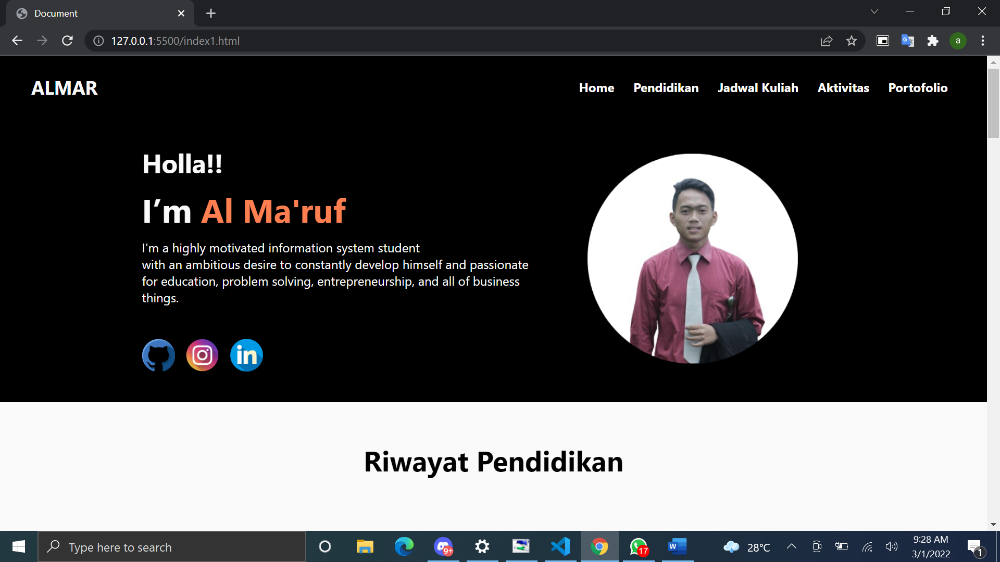 Document
127.0.0.1:5500/index1.html
a
ALMAR
Home Pendidikan Jadwal Kuliah Aktivitas Portofolio
Holla!!
I’m Al Ma'ruf
I'm a highly motivated information system student
with an ambitious desire to constantly develop himself and passionate
for education, problem solving, entrepreneurship, and all of business
things.
in
Riwayat Pendidikan
Type here to search
9+
17
W
28°C
9:28 AM
3/1/2022
1